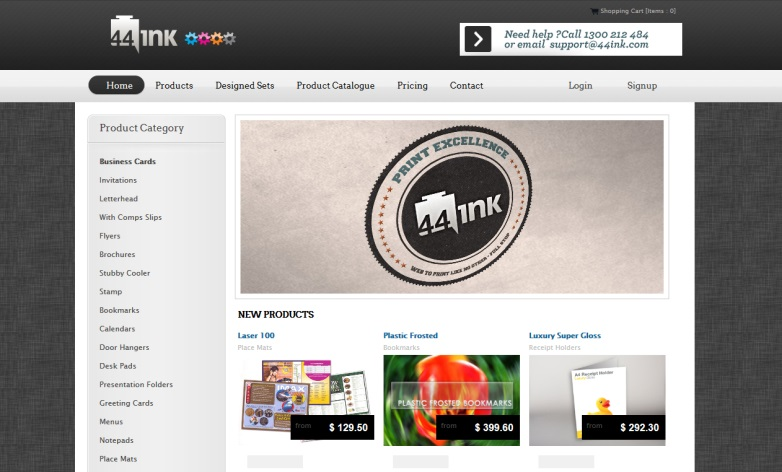 Shopping Cart [Items : 0]
44INK
Need help ?Call 1300 212 484
or email support@44ink.com
Home Products Designed Sets Product Catalogue Pricing Contact Login Signup
Product Category
Business Cards
Invitations
Letterhead
With Comps Slips
Flyers
Brochures
Stubby Cooler
Stamp
Bookmarks
Calendars
Door Hangers
Desk Pads
Presentation Folders
Greeting Cards
Menus
Notepads
Place Mats
PRINT EXCELLENCE
44INK
WEB TO PRINT LIKE NO OTHER - FULL STOP
NEW PRODUCTS
Laser 100
Place Mats
from $ 129.50
Plastic Frosted
Bookmarks
PLASTIC FROSTED BOOKMARKS
from $ 399.60
Luxury Super Gloss
Receipt Holders
from $ 292.30